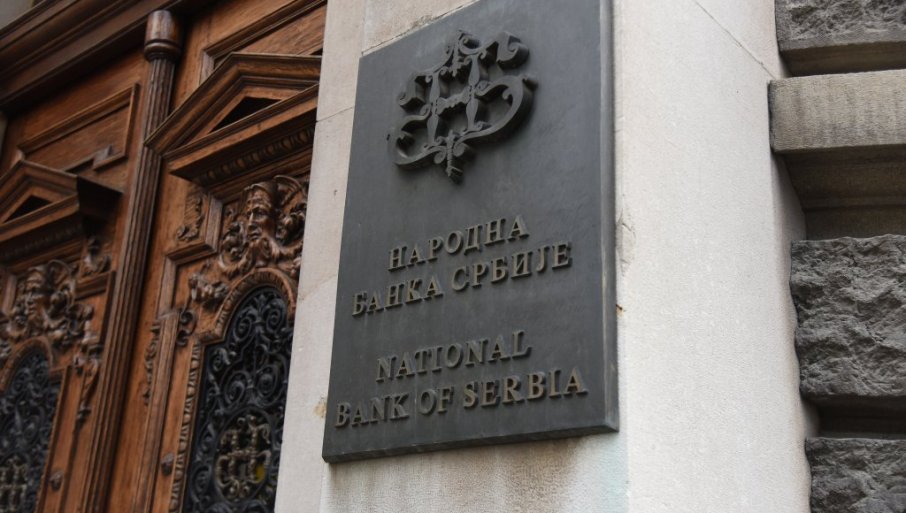 НАРОДНА
БАНКА СРБИЈЕ
NATIONAL
BANK OF SERBIA